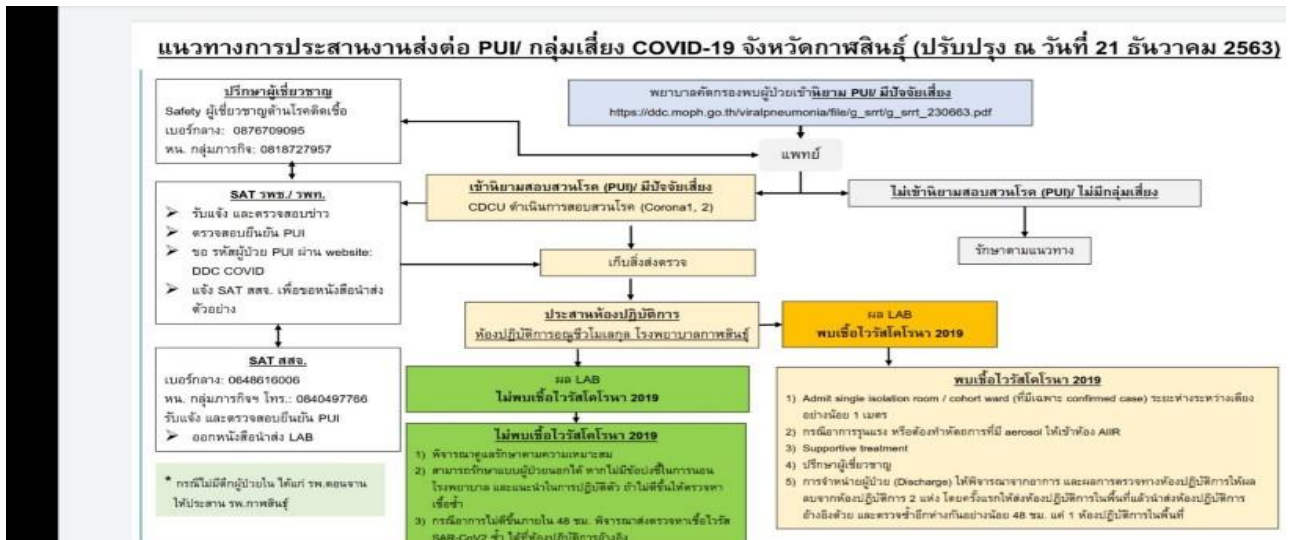 แนวทางการประสานงานส่งต่อ PUI/ กลุ่มเสี่ยง COVID-19 จังหวัดกาฬสินธุ์ (ปรับปรุง ณ วันที่ 21 ธันวาคม 2563)
ปรึกษาผู้เชี่ยวชาญ
Safety ผู้เชี่ยวชาญด้านโรคติดเชื้อ
เบอร์กลาง: 0876709095
หน. กลุ่มภารกิจ: 0818727957
พยาบาลคัดกรองพบผู้ป่วยเข้านิยาม PUI/ มีปัจจัยเสี่ยง
https://ddc.moph.go.th/viralpneumonia/file/g_srrt/g_srrt_230663.pdf
แพทย์
SAT รพช./ รพท.
➢ รับแจ้ง และตรวจสอบข่าว
➢ ตรวจสอบยืนยัน PUI
➢ ขอ รหัสผู้ป่วย PUI ผ่าน website:
DDC COVID
➢ แจ้ง SAT สสจ. เพื่อขอหนังสือนำส่ง
ตัวอย่าง
เข้านิยามสอบสวนโรค (PUI)/ มีปัจจัยเสี่ยง
CDCU ดำเนินการสอบสวนโรค (Corona1, 2)
ไม่เข้านิยามสอบสวนโรค (PUI)/ ไม่มีกลุ่มเสี่ยง
รักษาตามแนวทาง
เก็บสิ่งส่งตรวจ
ประสานห้องปฏิบัติการ
ห้องปฏิบัติการอณูชีวโมเลกุล โรงพยาบาลกาฬสินธุ์
ผล LAB
พบเชื้อไวรัสโคโรนา 2019
SAT สสจ.
เบอร์กลาง: 0648616006
หน. กลุ่มภารกิจฯ โทร.: 0840497766
รับแจ้ง และตรวจสอบยืนยัน PUI
➢ ออกหนังสือนำส่ง LAB
* กรณีไม่มีตึกผู้ป่วยใน ได้แก่ รพ.ดอนจาน
ให้ประสาน รพ.กาฬสินธุ์
ผล LAB
ไม่พบเชื้อไวรัสโคโรนา 2019
ไม่พบเชื้อไวรัสโคโรนา 2019
1) พิจารณาดูแลรักษาตามความเหมาะสม
2) สามารถรักษาแบบผู้ป่วยนอกได้ หากไม่มีข้อบ่งชี้ในการนอน
โรงพยาบาล และแนะนำในการปฏิบัติตัว ถ้าไม่ดีขึ้นให้ตรวจหา
เชื้อซ้ำ
3) กรณีอาการไม่ดีขึ้นภายใน 48 ชม. พิจารณาส่งตรวจหาเชื้อไวรัส
SAR-CoV2 ซ้ำ ได้ที่ห้องปฏิบัติการอ้างอิง
พบเชื้อไวรัสโคโรนา 2019
1) Admit single isolation room / cohort ward (ที่มีเฉพาะ confirmed case) ระยะห่างระหว่างเตียง
อย่างน้อย 1 เมตร
2) กรณีอาการรุนแรง หรือต้องทำหัตถการที่มี aerosol ให้เข้าห้อง AIIR
3) Supportive treatment
4) ปรึกษาผู้เชี่ยวชาญ
5) การจำหน่ายผู้ป่วย (Discharge) ให้พิจารณาจากอาการ และผลการตรวจทางห้องปฏิบัติการให้ผล
ลบจากห้องปฏิบัติการ 2 แห่ง โดยครั้งแรกให้ส่งห้องปฏิบัติการในพื้นที่แล้วนำส่งห้องปฏิบัติการ
อ้างอิงด้วย และตรวจซ้ำอีกห่างกันอย่างน้อย 48 ชม. แค่ 1 ห้องปฏิบัติการในพื้นที่